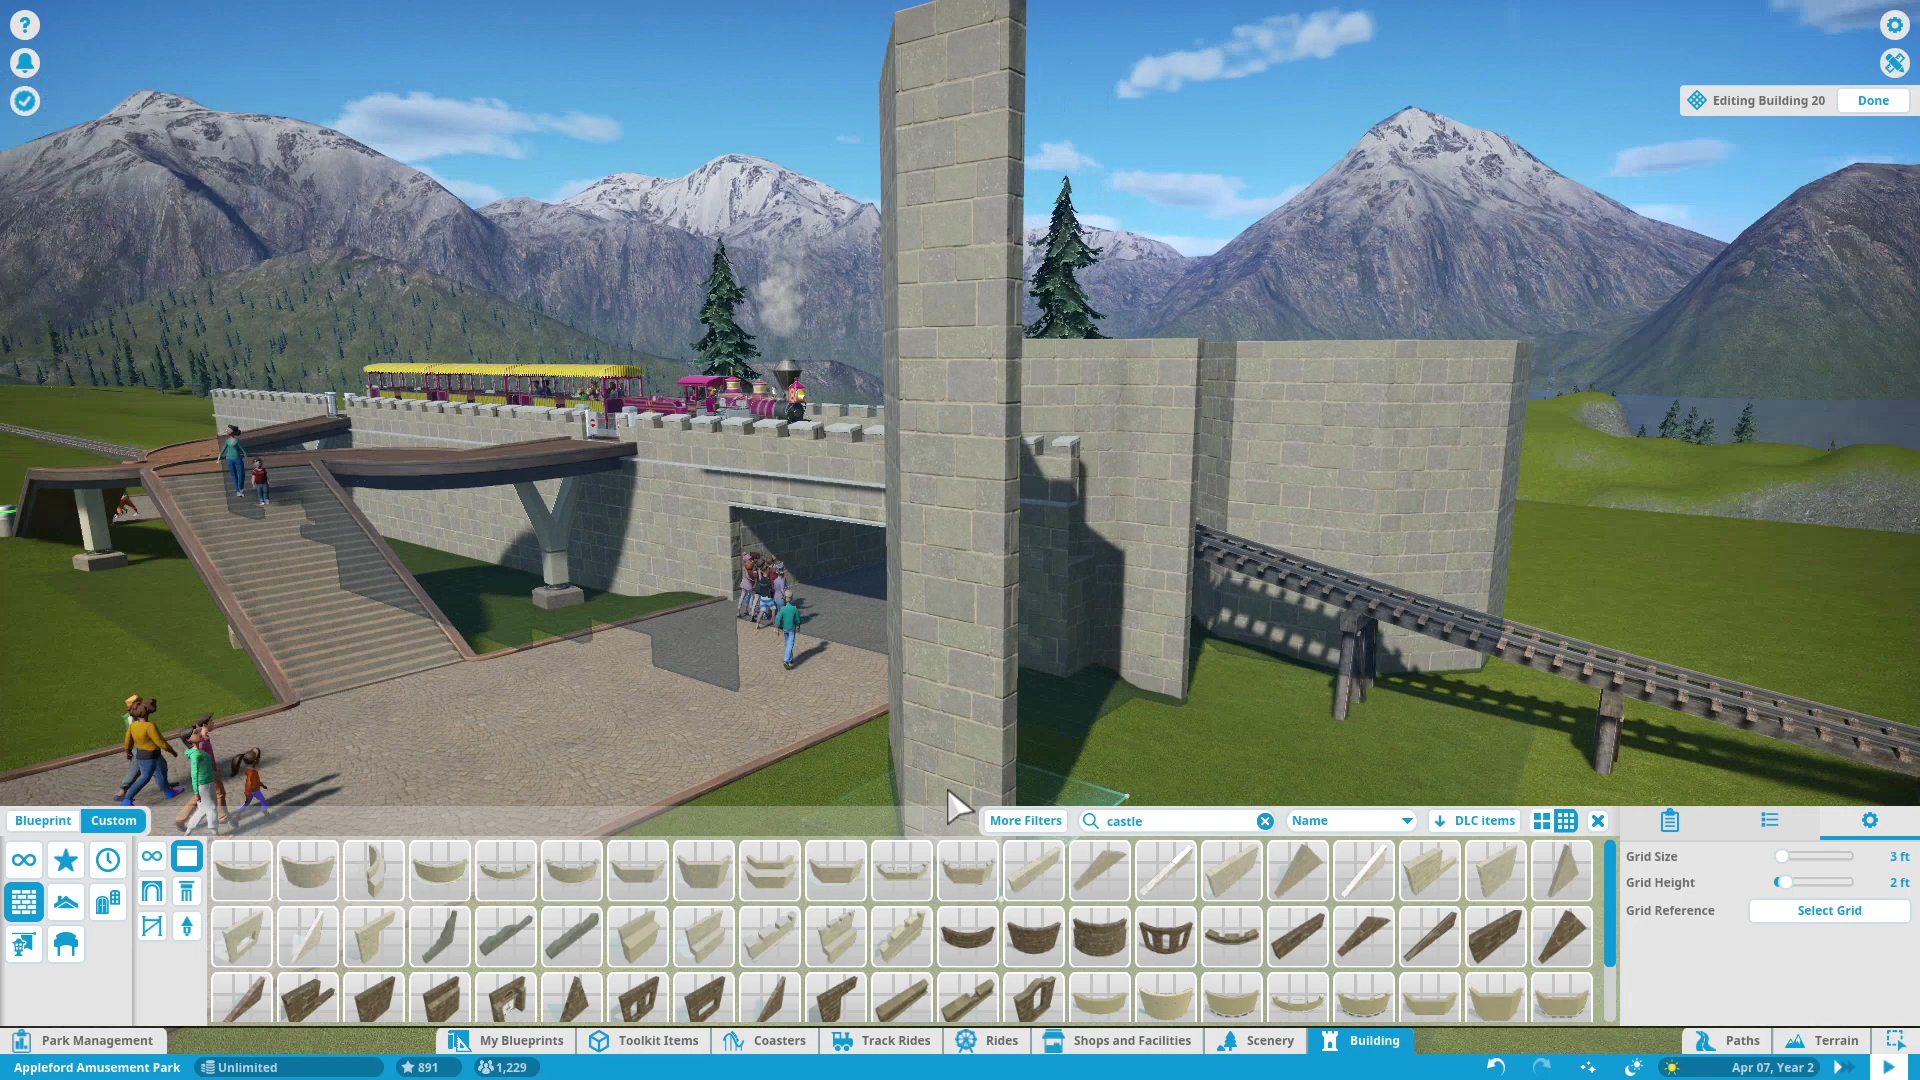 ?
Editing Building 20 Done
Blueprint Custom
More Filters castle Name DLC items
Grid Size 3 ft
Grid Height 2 ft
Grid Reference Select Grid
Park Management My Blueprints Toolkit Items Coasters Track Rides Rides Shops and Facilities Scenery Building Paths Terrain
Appleford Amusement Park Unlimited 891 1,229 Apr 07, Year 2